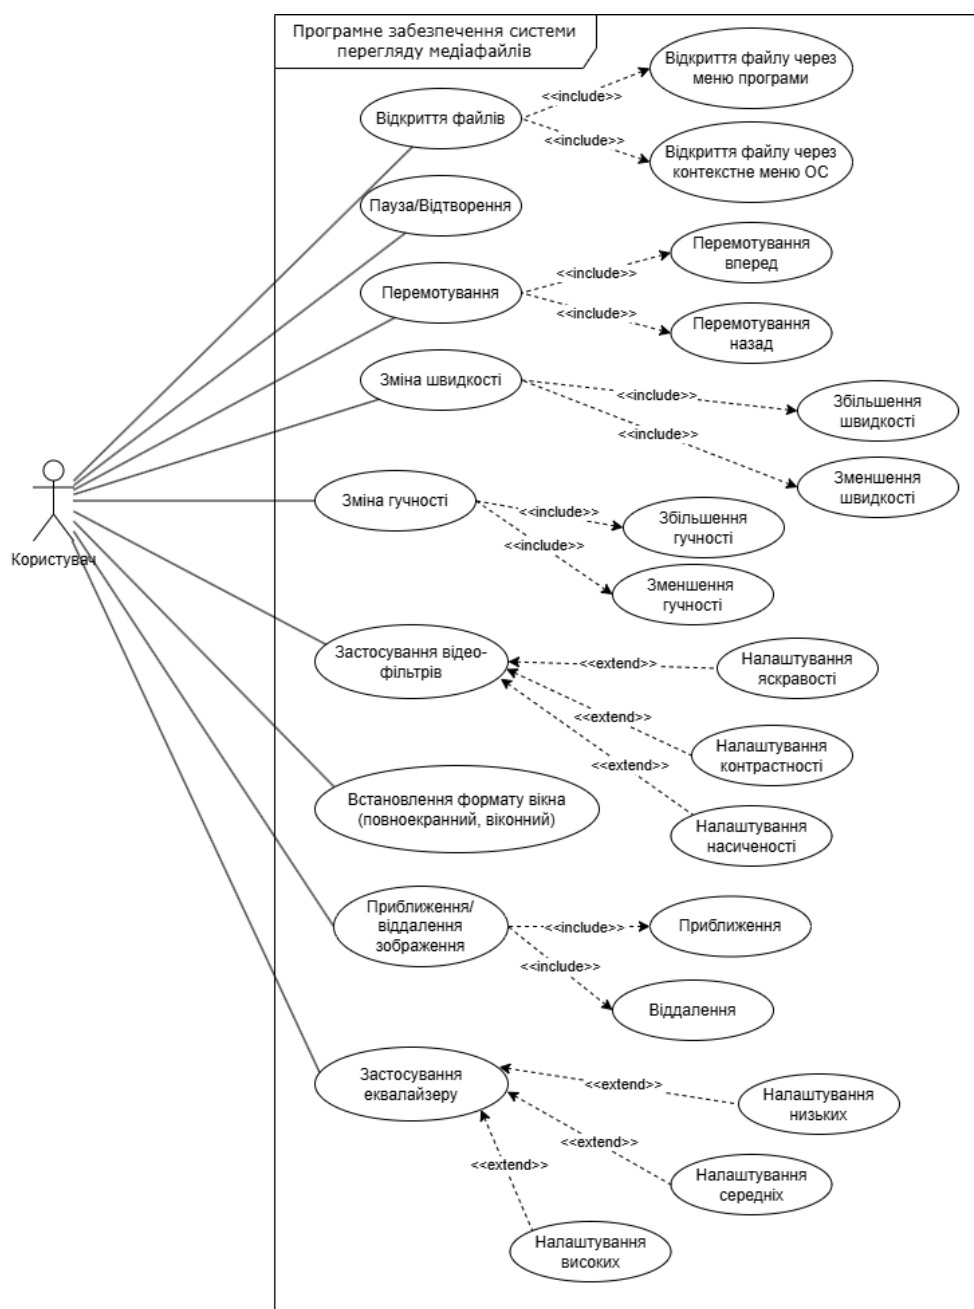 Програмне забезпечення системи
перегляду медіафайлів
Відкриття файлу через
меню програми
<<include>>
Відкриття файлів
<<include>>
Відкриття файлу через
контекстне меню ОС
Пауза/Відтворення
Перемотування
вперед
<<include>>
Перемотування
<<include>>
Перемотування
назад
Зміна швидкості
<<include>>
Збільшення
швидкості
<<include>>
Зменшення
швидкості
Користувач
Зміна гучності
<<include>>
Збільшення
гучності
<<include>>
Зменшення
гучності
Застосування відео-
фільтрів
<<extend>>
Налаштування
яскравості
<<extend>>
Налаштування
контрастності
<<extend>>
Налаштування
насиченості
Встановлення формату вікна
(повноекранний, віконний)
Приближення/
віддалення
зображення
<<include>>
Приближення
<<include>>
Віддалення
Застосування
еквалайзеру
<<extend>>
Налаштування
низьких
<<extend>>
Налаштування
середніх
<<extend>>
Налаштування
високих